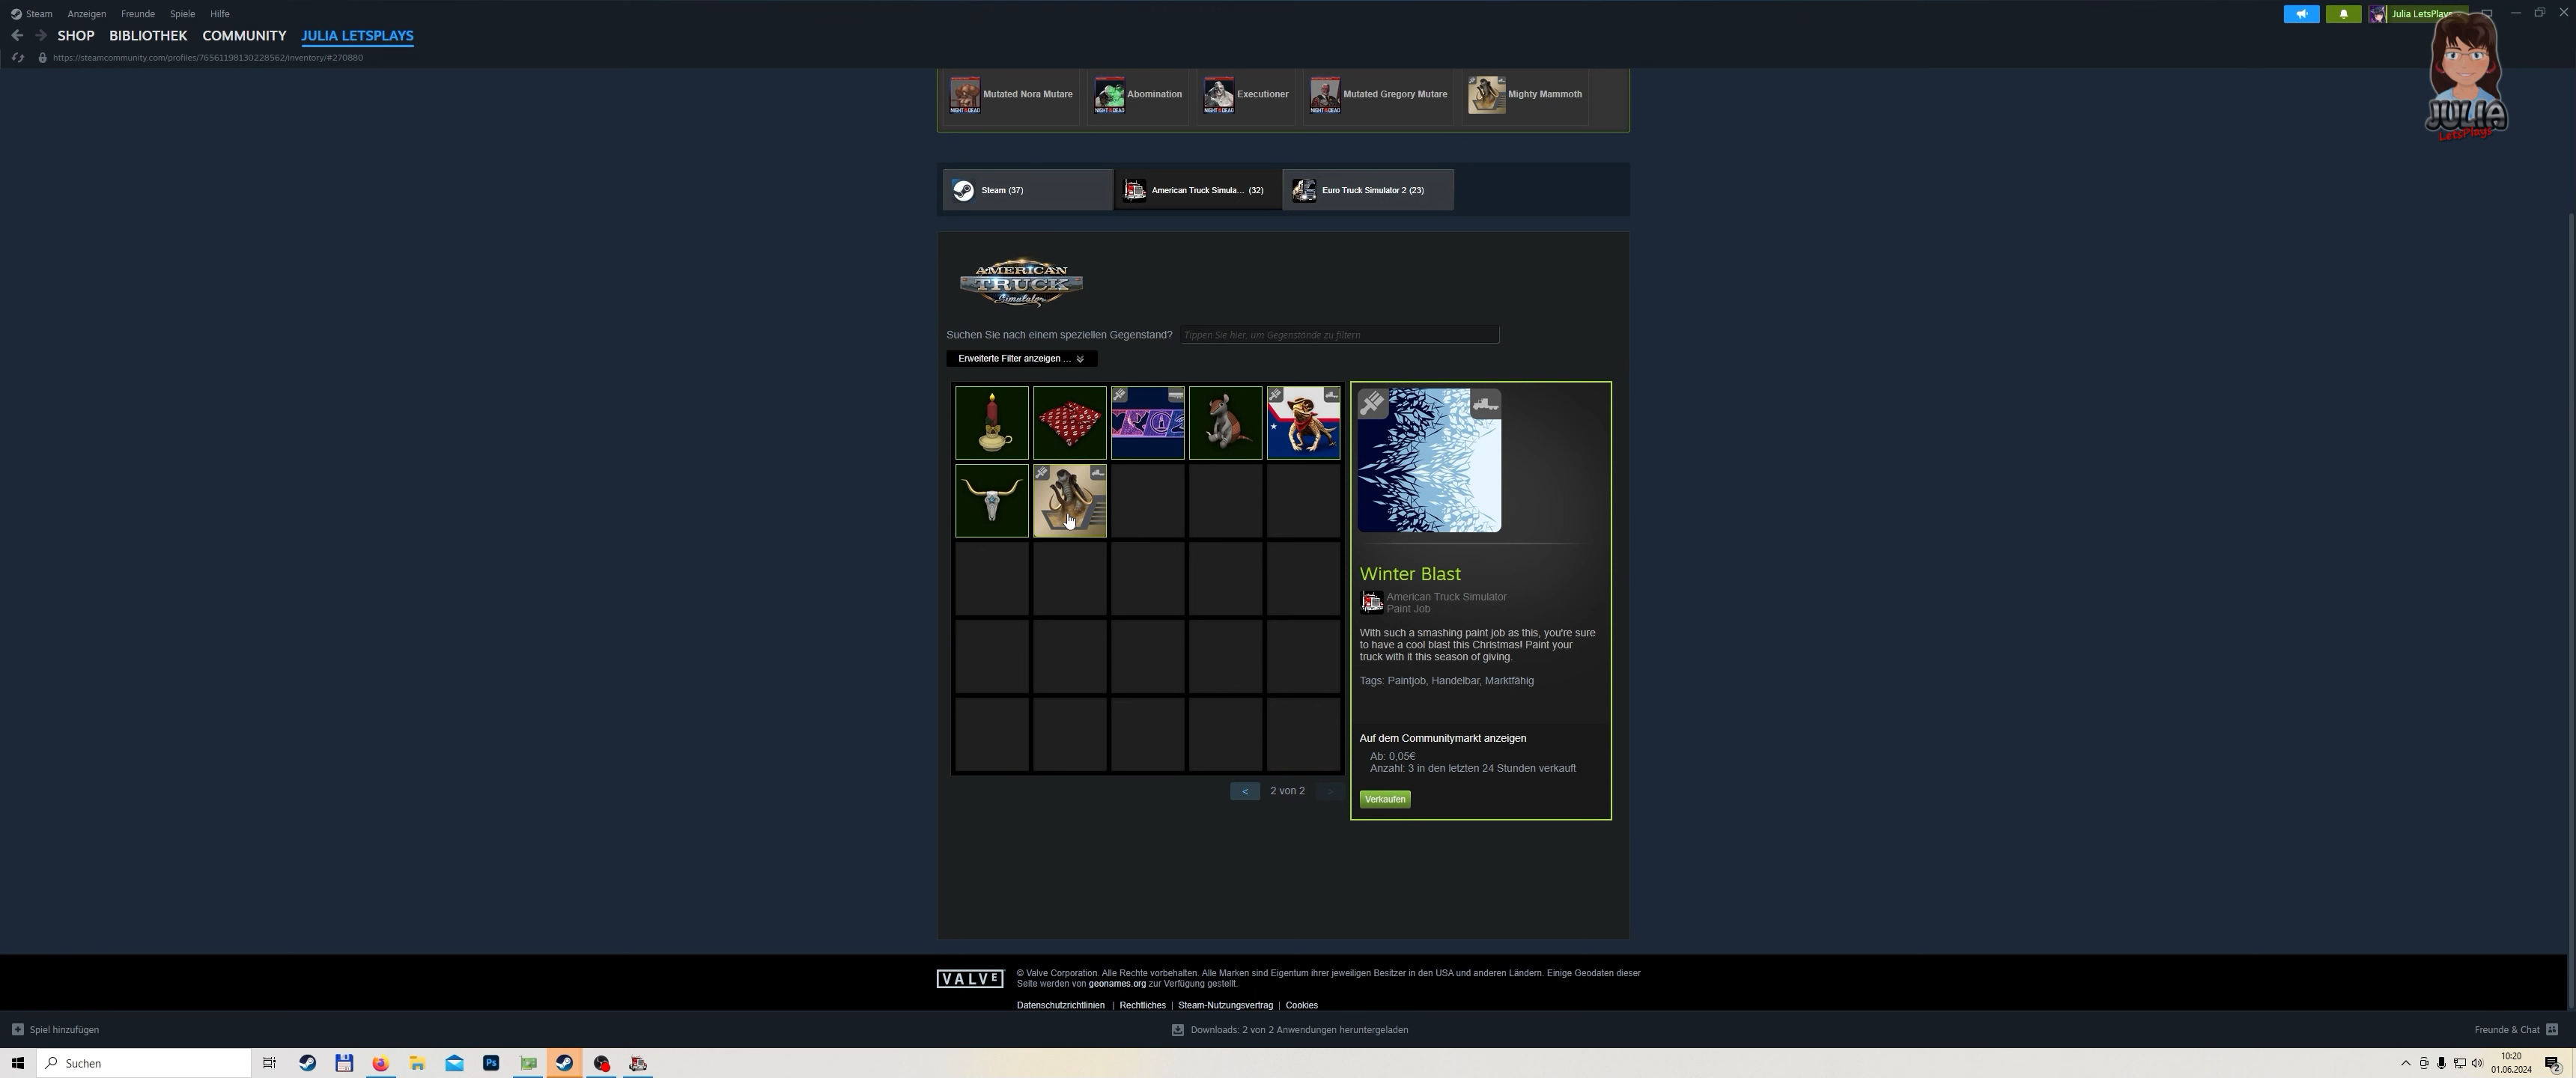 Steam Anzeigen Freunde Spiele Hilfe
Julia LetsPlays
SHOP BIBLIOTHEK COMMUNITY JULIA LETSPLAYS
https://steamcommunity.com/profiles/76561198130228562/inventory/#270880
JULIA
LetsPlays
Mutated Nora Mutare Abomination Executioner Mutated Gregory Mutare Mighty Mammoth
Steam (37) American Truck Simula... (32) Euro Truck Simulator 2 (23)
AMERICAN
TRUCK
Simulator
Suchen Sie nach einem speziellen Gegenstand? Tippen Sie hier, um Gegenstände zu filtern
Erweiterte Filter anzeigen ...
Winter Blast
American Truck Simulator
Paint Job
With such a smashing paint job as this, you're sure
to have a cool blast this Christmas! Paint your
truck with it this season of giving.
Tags: Paintjob, Handelbar, Marktfähig
Auf dem Communitymarkt anzeigen
Ab: 0,05€
Anzahl: 3 in den letzten 24 Stunden verkauft
< 2 von 2 >
Verkaufen
VALVE
© Valve Corporation. Alle Rechte vorbehalten. Alle Marken sind Eigentum ihrer jeweiligen Besitzer in den USA und anderen Ländern. Einige Geodaten dieser
Seite werden von geonames.org zur Verfügung gestellt.
Datenschutzrichtlinien | Rechtliches | Steam-Nutzungsvertrag | Cookies
Spiel hinzufügen Downloads: 2 von 2 Anwendungen heruntergeladen Freunde & Chat
Suchen
Ps
10:20
01.06.2024
2